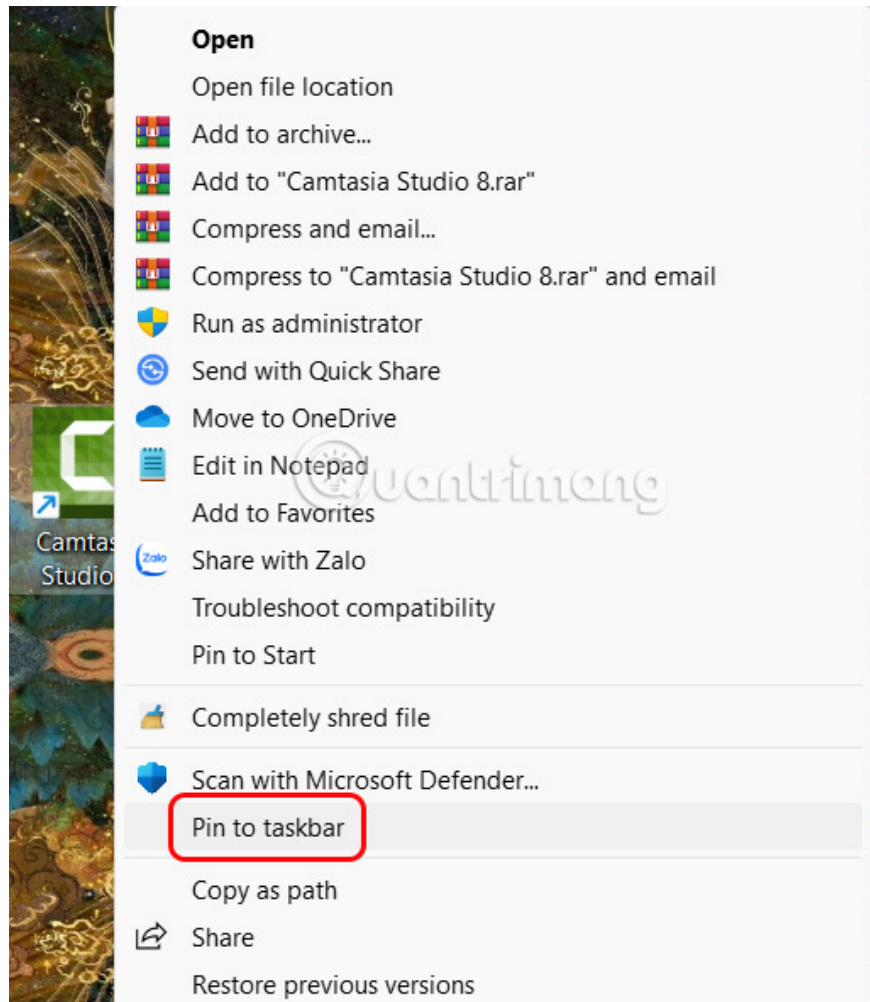 Open
Open file location
Add to archive...
Add to "Camtasia Studio 8.rar"
Compress and email...
Compress to "Camtasia Studio 8.rar" and email
Run as administrator
Send with Quick Share
Move to OneDrive
Edit in Notepad
Quantrimang
Add to Favorites
Camtas
Studio
Zalo
Share with Zalo
Troubleshoot compatibility
Pin to Start
Completely shred file
Scan with Microsoft Defender...
Pin to taskbar
Copy as path
Share
Restore previous versions